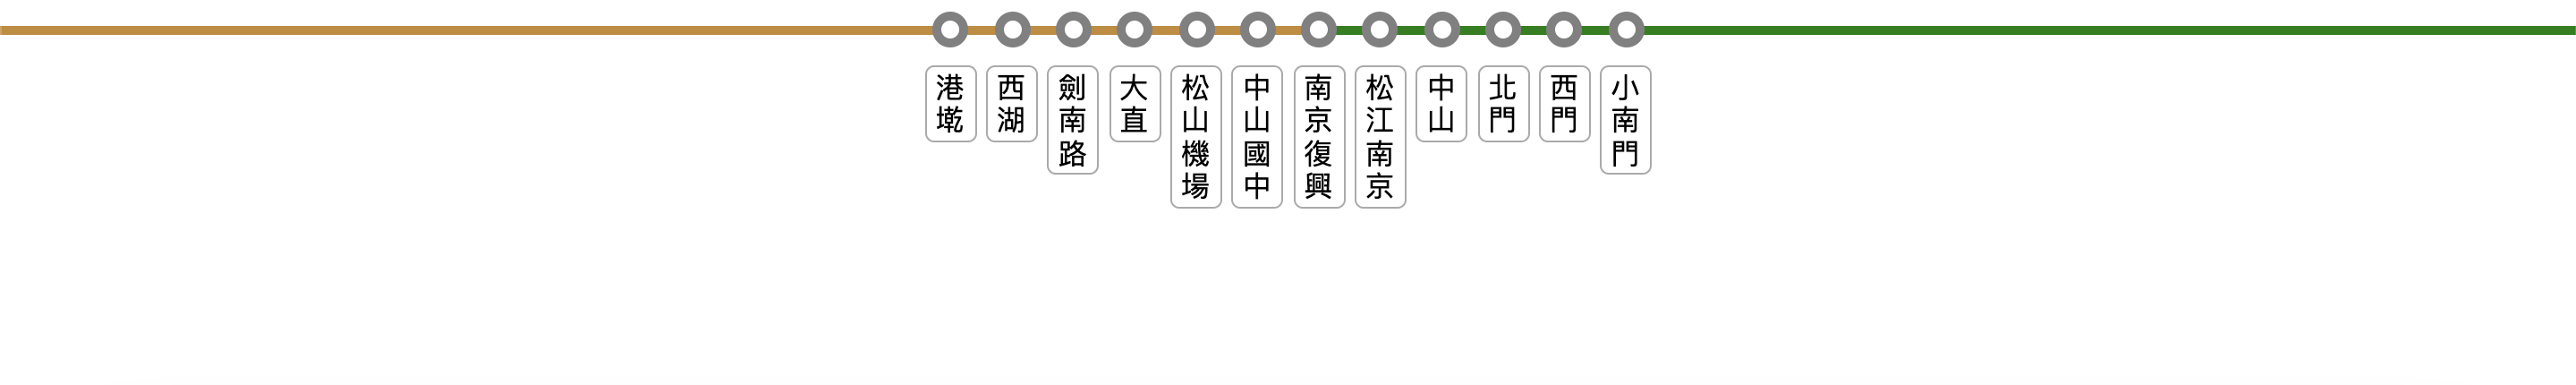 港墘
西湖
劍南路
大直
松山機場
中山國中
南京復興
松江南京
中山
北門
西門
小南門